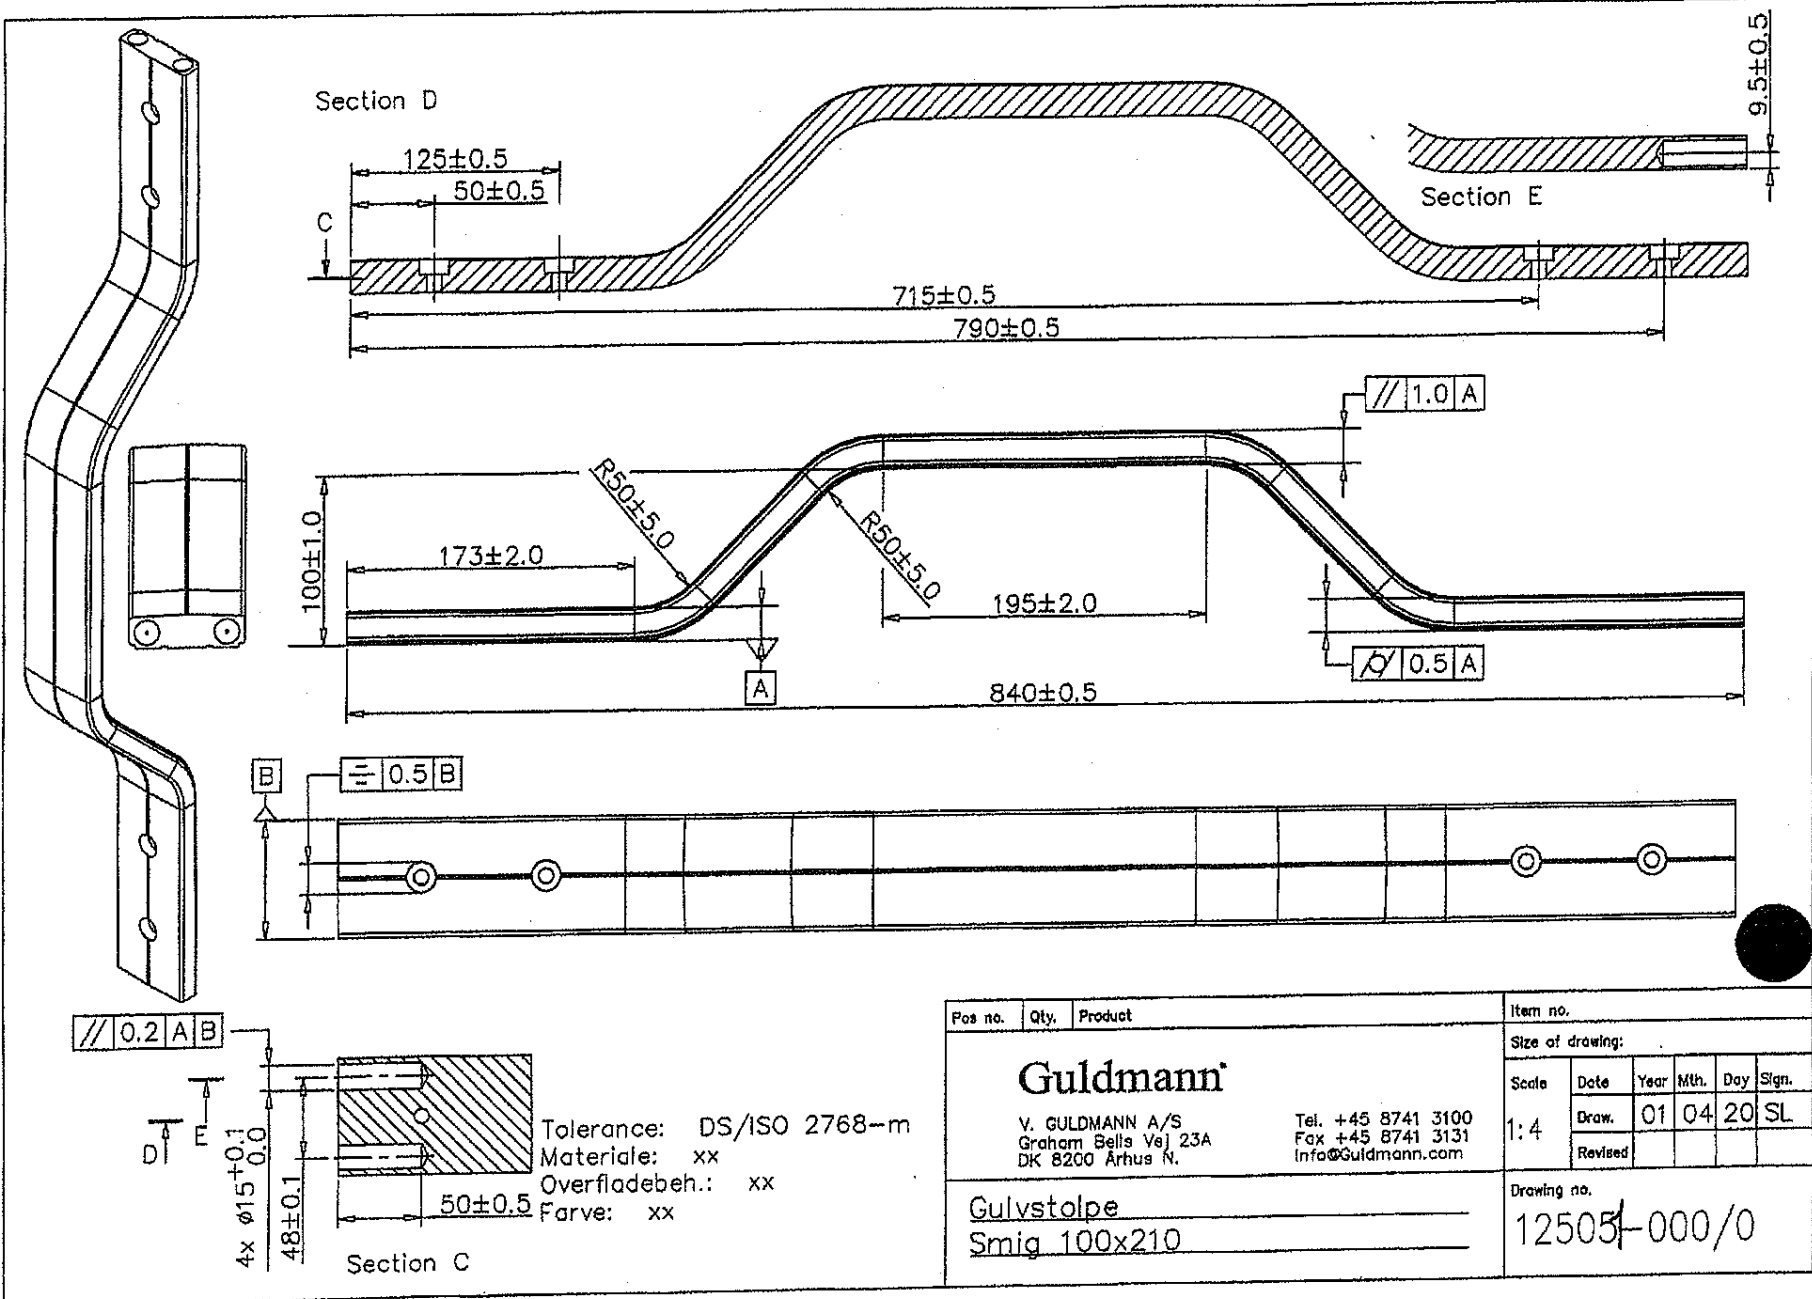 Section D
125±0.5
50±0.5
C
9.5±0.5
Section E
715±0.5
790±0.5
// 1.0 A
R50±5.0
R50±5.0
100±1.0
173±2.0
195±2.0
A
0.5 A
840±0.5
B
0.5 B
// 0.2 A B
D
E
4x ø15 +0.1 0.0
48±0.1
50±0.5
Section C
Tolerance: DS/ISO 2768-m
Materiale: xx
Overfladebeh.: xx
Farve: xx
Pos no. Qty. Product
Item no.
Size of drawing:
Guldmann
V. GULDMANN A/S
Graham Bells Vej 23A
DK 8200 Århus N.
Tel. +45 8741 3100
Fax +45 8741 3131
Info@Guldmann.com
Scale
1:4
Date Year Mth. Day Sign.
Draw. 01 04 20 SL
Revised
Gulvstolpe
Smig 100x210
Drawing no.
125051-000/0